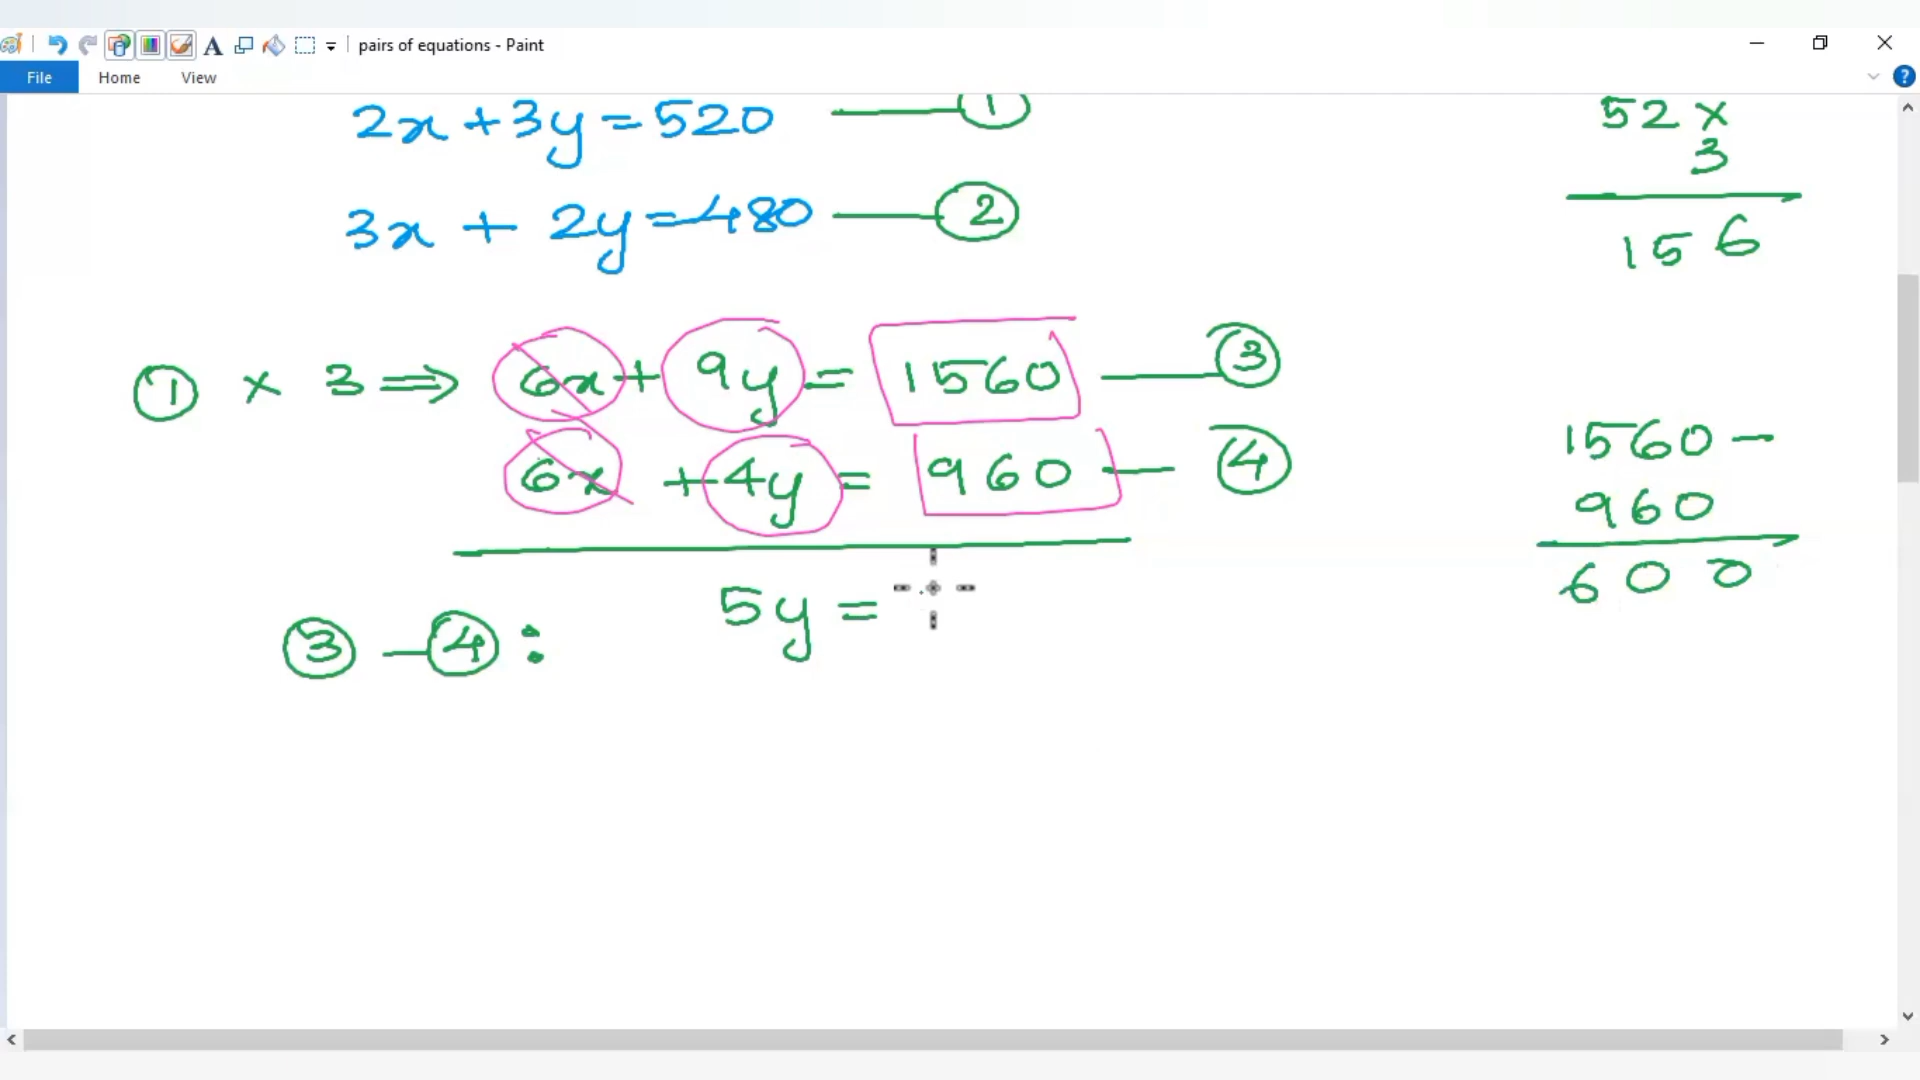 pairs of equations - Paint
File Home View
2x + 3y = 520 —— ①
3x + 2y = 480 —— ②
① × 3 ⇒ 6x + 9y = 1560 —— ③
6x + 4y = 960 — ④
5y =
③ — ④ :
52 ×
3
156
1560 —
960
600